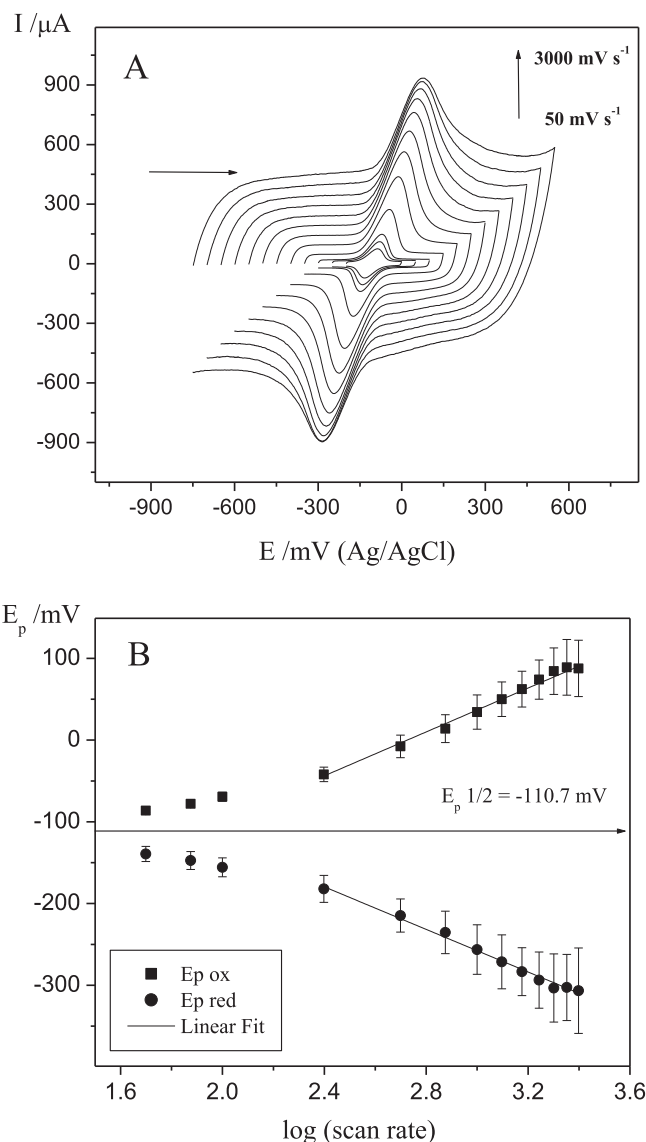 I /μA
A
3000 mV s⁻¹
50 mV s⁻¹
900
600
300
0
-300
-600
-900
-900 -600 -300 0 300 600
E /mV (Ag/AgCl)
Eₚ /mV
B
100
0
-100
-200
-300
Eₚ 1/2 = -110.7 mV
Ep ox
Ep red
Linear Fit
1.6 2.0 2.4 2.8 3.2 3.6
log (scan rate)